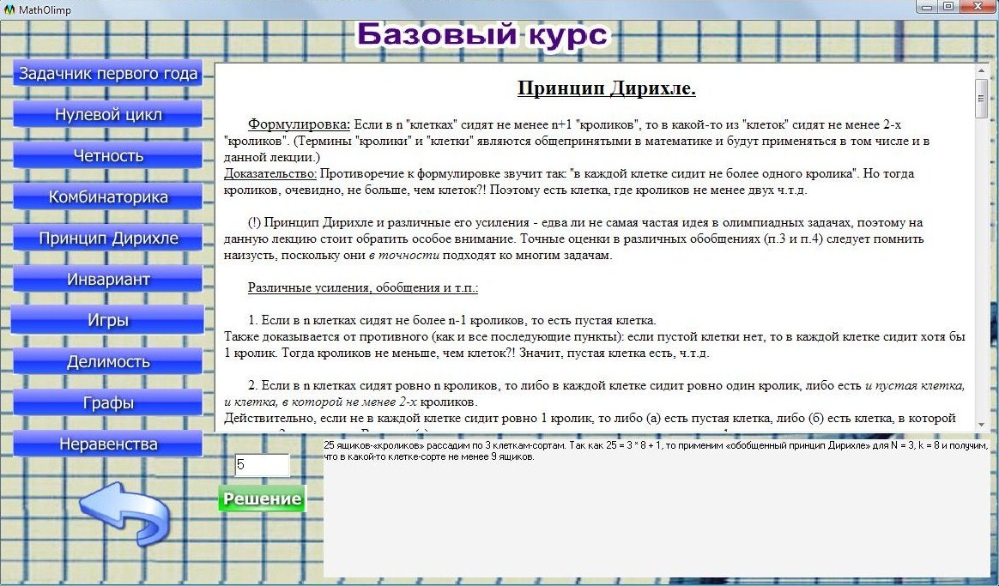 MathOlimp
Базовый курс
Задачник первого года
Нулевой цикл
Четность
Комбинаторика
Принцип Дирихле
Инвариант
Игры
Делимость
Графы
Неравенства
Принцип Дирихле.
Формулировка: Если в n "клетках" сидят не менее n+1 "кроликов", то в какой-то из "клеток" сидят не менее 2-х
"кроликов". (Термины "кролики" и "клетки" являются общепринятыми в математике и будут применяться в том числе и в
данной лекции.)
Доказательство: Противоречие к формулировке звучит так: "в каждой клетке сидит не более одного кролика". Но тогда
кроликов, очевидно, не больше, чем клеток?! Поэтому есть клетка, где кроликов не менее двух ч.т.д.
(!) Принцип Дирихле и различные его усиления - едва ли не самая частая идея в олимпиадных задачах, поэтому на
данную лекцию стоит обратить особое внимание. Точные оценки в различных обобщениях (п.3 и п.4) следует помнить
наизусть, поскольку они в точности подходят ко многим задачам.
Различные усиления, обобщения и т.п.:
1. Если в n клетках сидят не более n-1 кроликов, то есть пустая клетка.
Также доказывается от противного (как и все последующие пункты): если пустой клетки нет, то в каждой клетке сидит хотя бы
1 кролик. Тогда кроликов не меньше, чем клеток?! Значит, пустая клетка есть, ч.т.д.
2. Если в n клетках сидят ровно n кроликов, то либо в каждой клетке сидит ровно один кролик, либо есть и пустая клетка,
и клетка, в которой не менее 2-х кроликов.
Действительно, если не в каждой клетке сидит ровно 1 кролик, то либо (а) есть пустая клетка, либо (б) есть клетка, в которой
5
Решение
25 ящиков-«кроликов» рассадим по 3 клеткам-сортам. Так как 25 = 3 * 8 + 1, то применим «обобщенный принцип Дирихле» для N = 3, k = 8 и получим,
что в какой-то клетке-сорте не менее 9 ящиков.